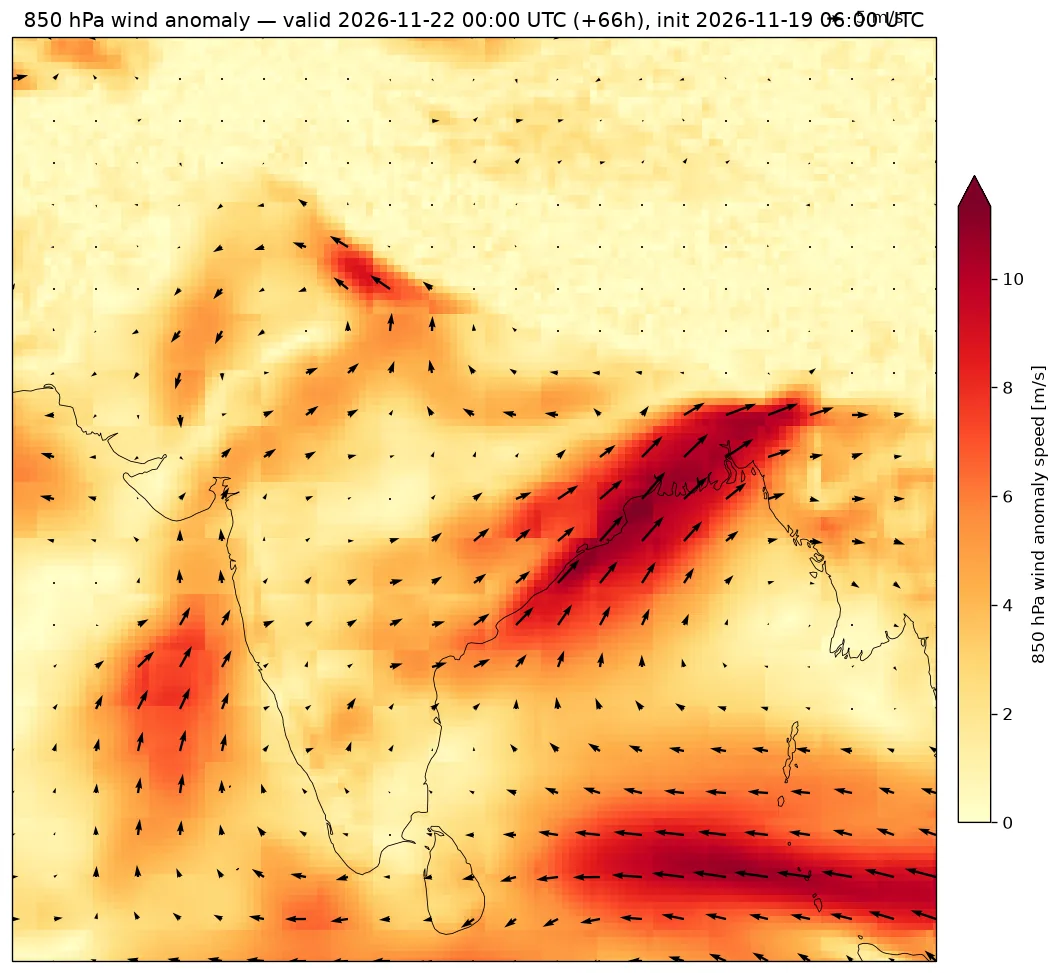 850 hPa wind anomaly — valid 2026-11-22 00:00 UTC (+66h), init 2026-11-19 06:00 UTC
5 m/s
10
8
6
4
2
0
850 hPa wind anomaly speed [m/s]